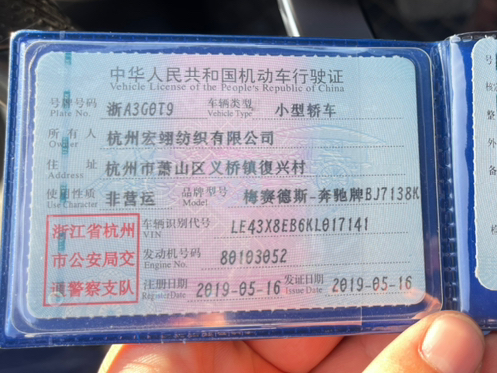 中华人民共和国机动车行驶证
Vehicle License of the People's Republic of China
号牌号码 浙A3G0T9 车辆类型 小型轿车
Plate No. Vehicle Type
所有人 杭州宏翊纺织有限公司
Owner
住址 杭州市萧山区义桥镇復兴村
Address
使用性质 非营运 品牌型号 梅赛德斯-奔驰牌BJ7138K
Use Character Model
浙江省杭州
市公安局交
通警察支队
车辆识别代号 LE43X8EB6KL017141
VIN
发动机号码 80103052
Engine No.
注册日期 2019-05-16 发证日期 2019-05-16
Register Date Issue Date